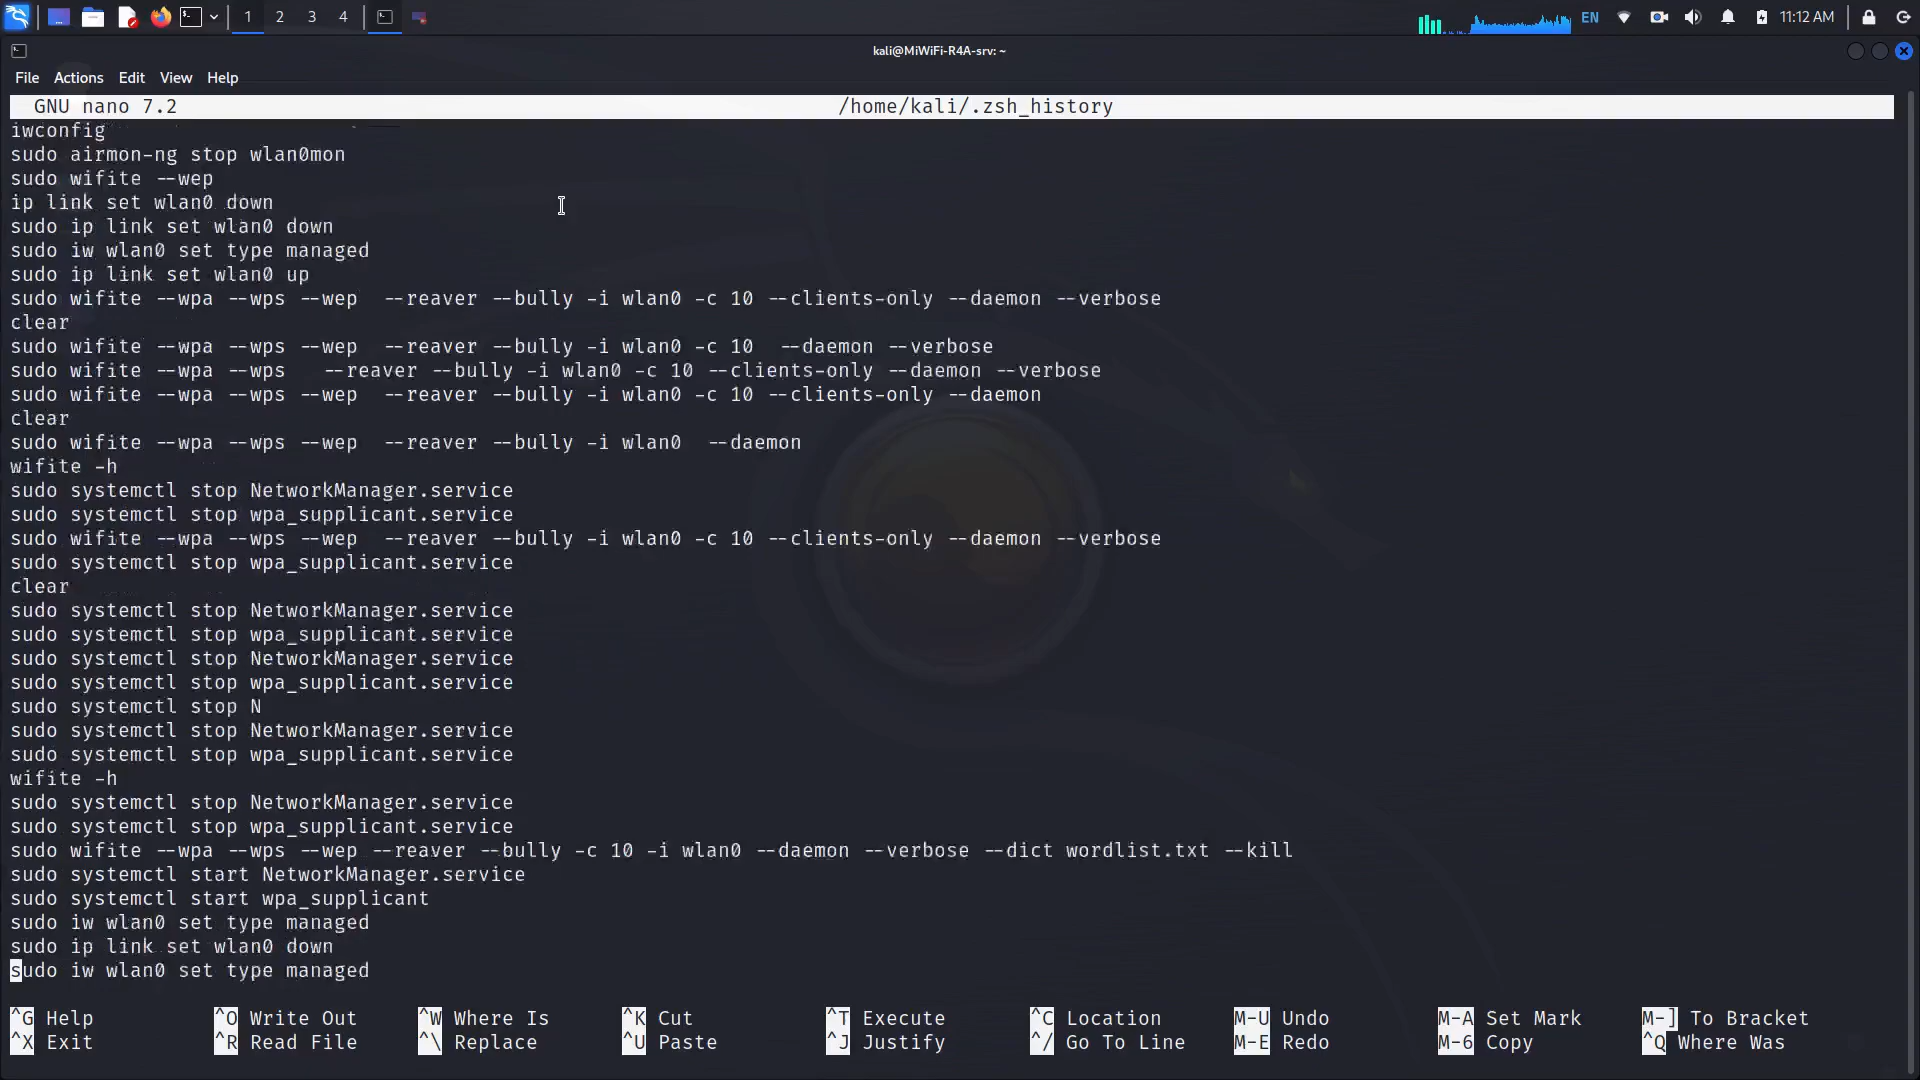 1 2 3 4 EN 11:12 AM
kali@MiWiFi-R4A-srv: ~
File Actions Edit View Help
GNU nano 7.2 /home/kali/.zsh_history
iwconfig
sudo airmon-ng stop wlan0mon
sudo wifite --wep
ip link set wlan0 down
sudo ip link set wlan0 down
sudo iw wlan0 set type managed
sudo ip link set wlan0 up
sudo wifite --wpa --wps --wep  --reaver --bully -i wlan0 -c 10 --clients-only --daemon --verbose
clear
sudo wifite --wpa --wps --wep  --reaver --bully -i wlan0 -c 10  --daemon --verbose
sudo wifite --wpa --wps   --reaver --bully -i wlan0 -c 10 --clients-only --daemon --verbose
sudo wifite --wpa --wps --wep  --reaver --bully -i wlan0 -c 10 --clients-only --daemon
clear
sudo wifite --wpa --wps --wep  --reaver --bully -i wlan0  --daemon
wifite -h
sudo systemctl stop NetworkManager.service
sudo systemctl stop wpa_supplicant.service
sudo wifite --wpa --wps --wep  --reaver --bully -i wlan0 -c 10 --clients-only --daemon --verbose
sudo systemctl stop wpa_supplicant.service
clear
sudo systemctl stop NetworkManager.service
sudo systemctl stop wpa_supplicant.service
sudo systemctl stop NetworkManager.service
sudo systemctl stop wpa_supplicant.service
sudo systemctl stop N
sudo systemctl stop NetworkManager.service
sudo systemctl stop wpa_supplicant.service
wifite -h
sudo systemctl stop NetworkManager.service
sudo systemctl stop wpa_supplicant.service
sudo wifite --wpa --wps --wep --reaver --bully -c 10 -i wlan0 --daemon --verbose --dict wordlist.txt --kill
sudo systemctl start NetworkManager.service
sudo systemctl start wpa_supplicant
sudo iw wlan0 set type managed
sudo ip link set wlan0 down
sudo iw wlan0 set type managed
^G Help ^O Write Out ^W Where Is ^K Cut ^T Execute ^C Location M-U Undo M-A Set Mark M-] To Bracket
^X Exit ^R Read File ^\ Replace ^U Paste ^J Justify ^/ Go To Line M-E Redo M-6 Copy ^Q Where Was